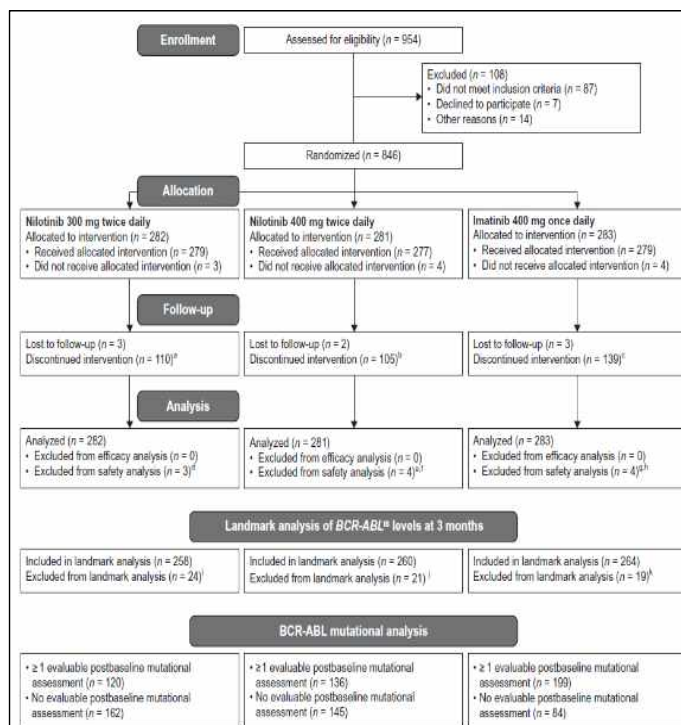 Enrollment
Assessed for eligibility (n = 954)
Excluded (n = 108)
• Did not meet inclusion criteria (n = 87)
• Declined to participate (n = 7)
• Other reasons (n = 14)
Randomized (n = 846)
Allocation
Nilotinib 300 mg twice daily
Allocated to intervention (n = 282)
• Received allocated intervention (n = 279)
• Did not receive allocated intervention (n = 3)
Nilotinib 400 mg twice daily
Allocated to intervention (n = 281)
• Received allocated intervention (n = 277)
• Did not receive allocated intervention (n = 4)
Imatinib 400 mg once daily
Allocated to intervention (n = 283)
• Received allocated intervention (n = 279)
• Did not receive allocated intervention (n = 4)
Follow-up
Lost to follow-up (n = 3)
Discontinued intervention (n = 110)a
Lost to follow-up (n = 2)
Discontinued intervention (n = 105)b
Lost to follow-up (n = 3)
Discontinued intervention (n = 139)c
Analysis
Analyzed (n = 282)
• Excluded from efficacy analysis (n = 0)
• Excluded from safety analysis (n = 3)d
Analyzed (n = 281)
• Excluded from efficacy analysis (n = 0)
• Excluded from safety analysis (n = 4)e,f
Analyzed (n = 283)
• Excluded from efficacy analysis (n = 0)
• Excluded from safety analysis (n = 4)g,h
Landmark analysis of BCR-ABLIS levels at 3 months
Included in landmark analysis (n = 258)
Excluded from landmark analysis (n = 24)i
Included in landmark analysis (n = 260)
Excluded from landmark analysis (n = 21)j
Included in landmark analysis (n = 264)
Excluded from landmark analysis (n = 19)k
BCR-ABL mutational analysis
• ≥1 evaluable postbaseline mutational
assessment (n = 120)
• No evaluable postbaseline mutational
assessment (n = 162)
• ≥1 evaluable postbaseline mutational
assessment (n = 136)
• No evaluable postbaseline mutational
assessment (n = 145)
• ≥1 evaluable postbaseline mutational
assessment (n = 199)
• No evaluable postbaseline mutational
assessment (n = 84)